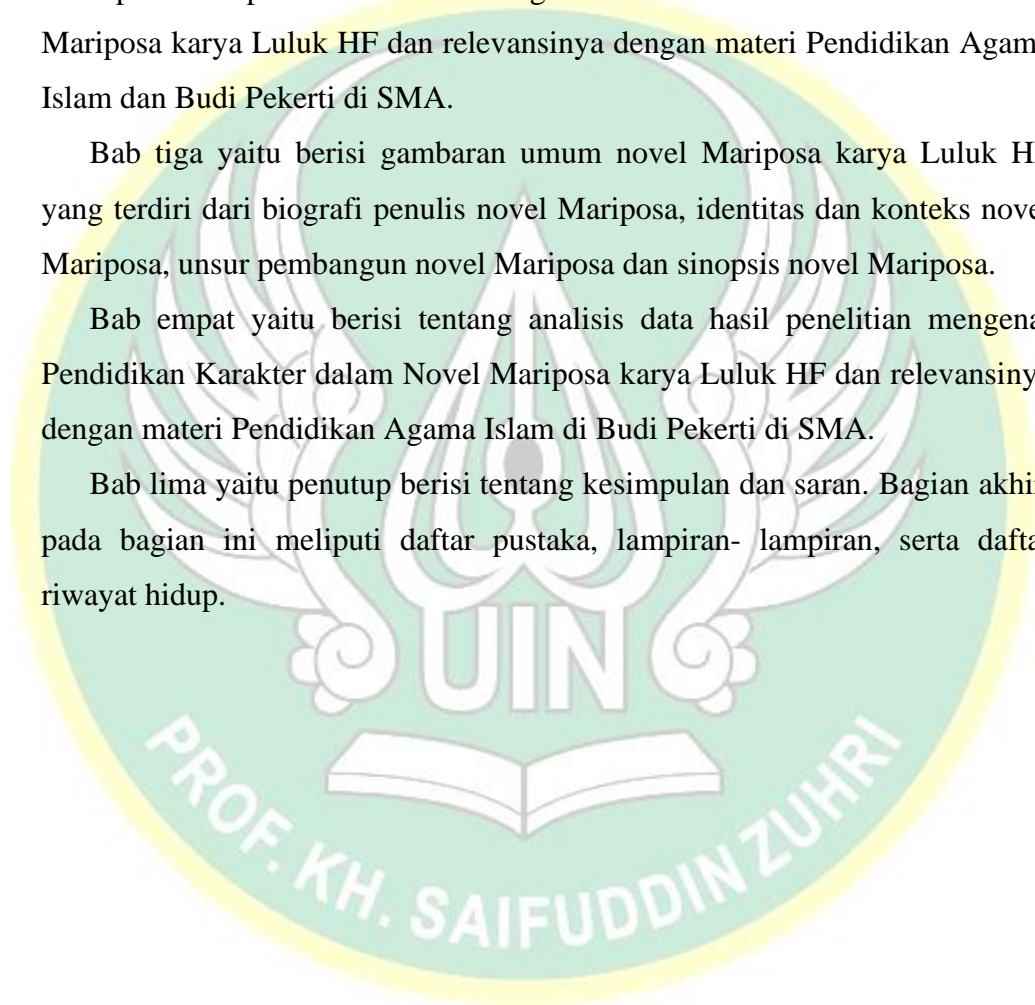 Mariposa karya Luluk HF dan relevansinya dengan materi Pendidikan Agam
Islam dan Budi Pekerti di SMA.
Bab tiga yaitu berisi gambaran umum novel Mariposa karya Luluk H
yang terdiri dari biografi penulis novel Mariposa, identitas dan konteks nove
Mariposa, unsur pembangun novel Mariposa dan sinopsis novel Mariposa.
Bab empat yaitu berisi tentang analisis data hasil penelitian mengena
Pendidikan Karakter dalam Novel Mariposa karya Luluk HF dan relevansiny
dengan materi Pendidikan Agama Islam di Budi Pekerti di SMA.
Bab lima yaitu penutup berisi tentang kesimpulan dan saran. Bagian akhi
pada bagian ini meliputi daftar pustaka, lampiran- lampiran, serta dafta
riwayat hidup.
UIN
PROF. KH. SAIFUDDIN ZUHRI